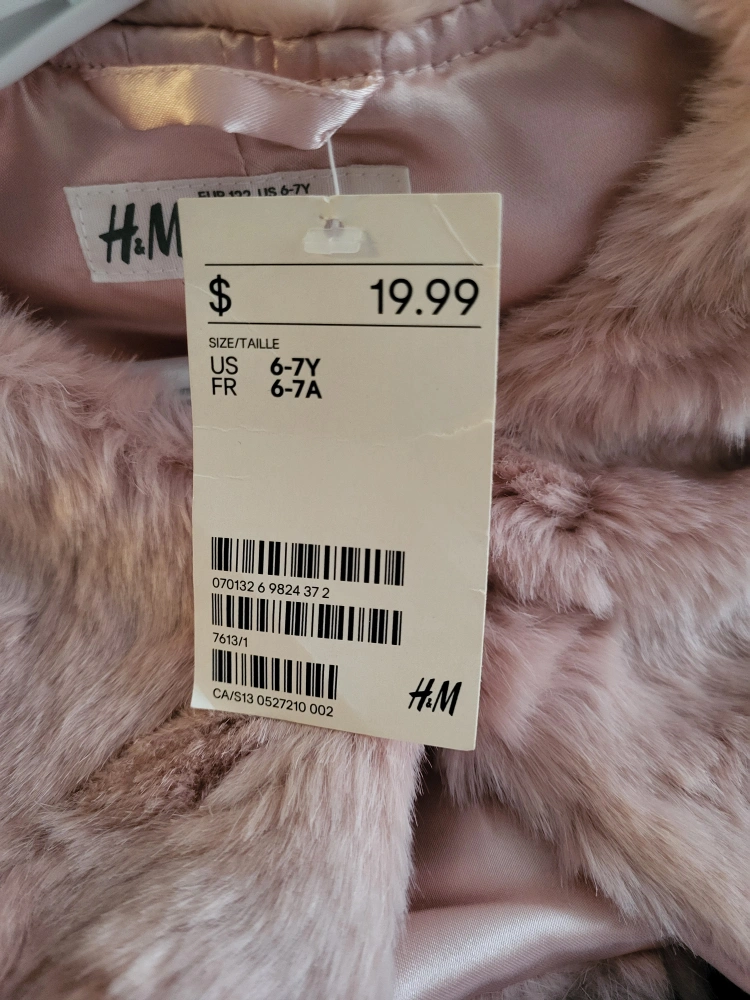 EUR 122 US 6-7Y
H&M
$ 19.99
SIZE/TAILLE
US 6-7Y
FR 6-7A
070132 6 9824 37 2
7613/1
CA/S13 0527210 002
H&M